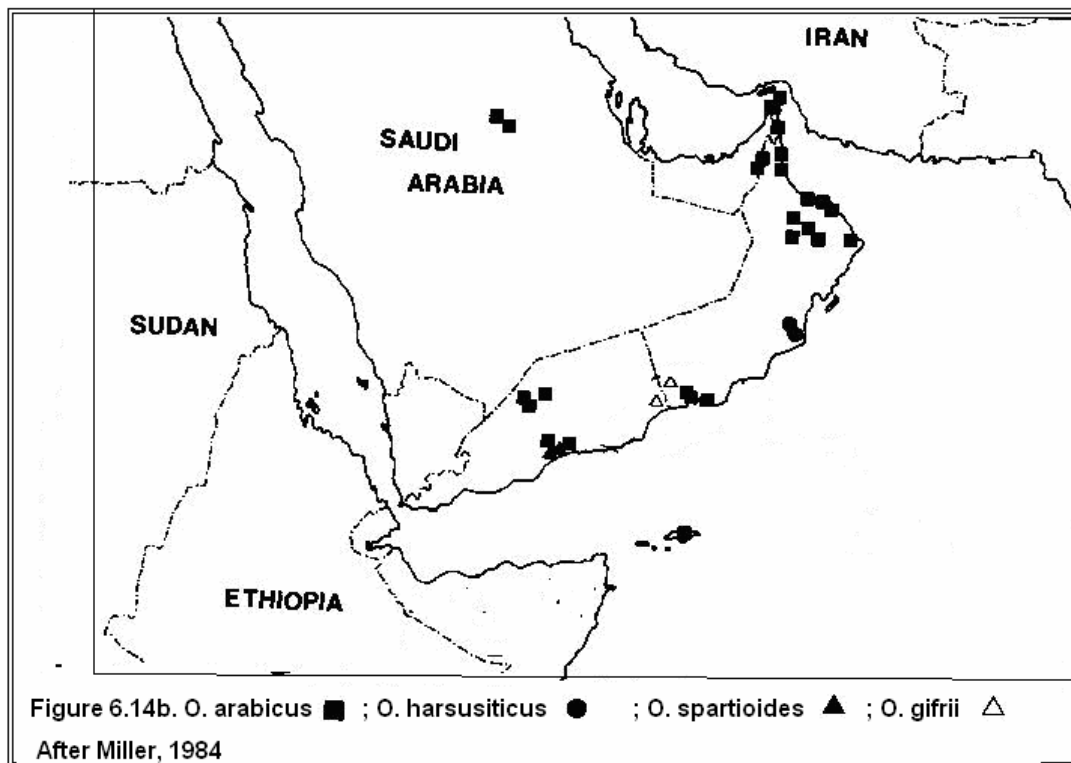 IRAN
SAUDI
ARABIA
SUDAN
ETHIOPIA
Figure 6.14b. O. arabicus ■ ; O. harsusiticus ● ; O. spartioides ▲ ; O. gifrii △
After Miller, 1984